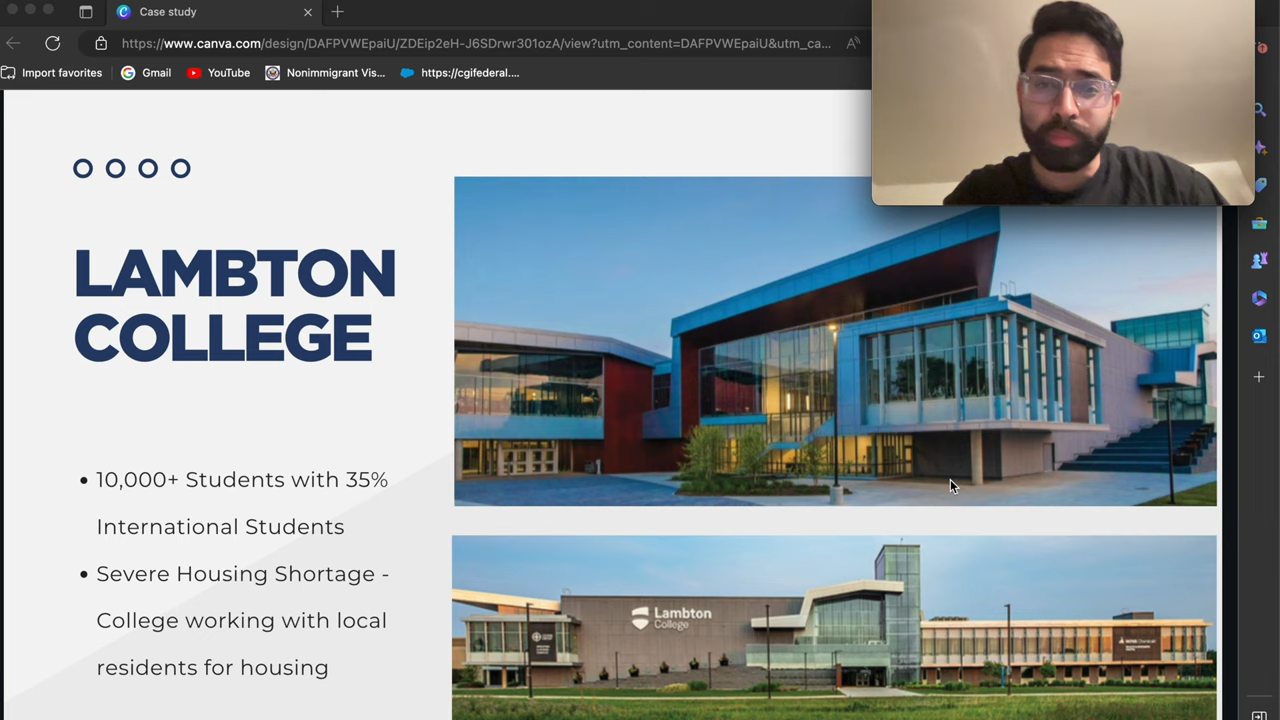 Case study
https://www.canva.com/design/DAFPVWEpaiU/ZDEip2eH-J6SDrwr301ozA/view?utm_content=DAFPVWEpaiU&utm_ca...
Import favorites
Gmail
YouTube
Nonimmigrant Vis...
https://cgifederal....
LAMBTON
COLLEGE
• 10,000+ Students with 35%
International Students
• Severe Housing Shortage -
College working with local
residents for housing
Lambton
College